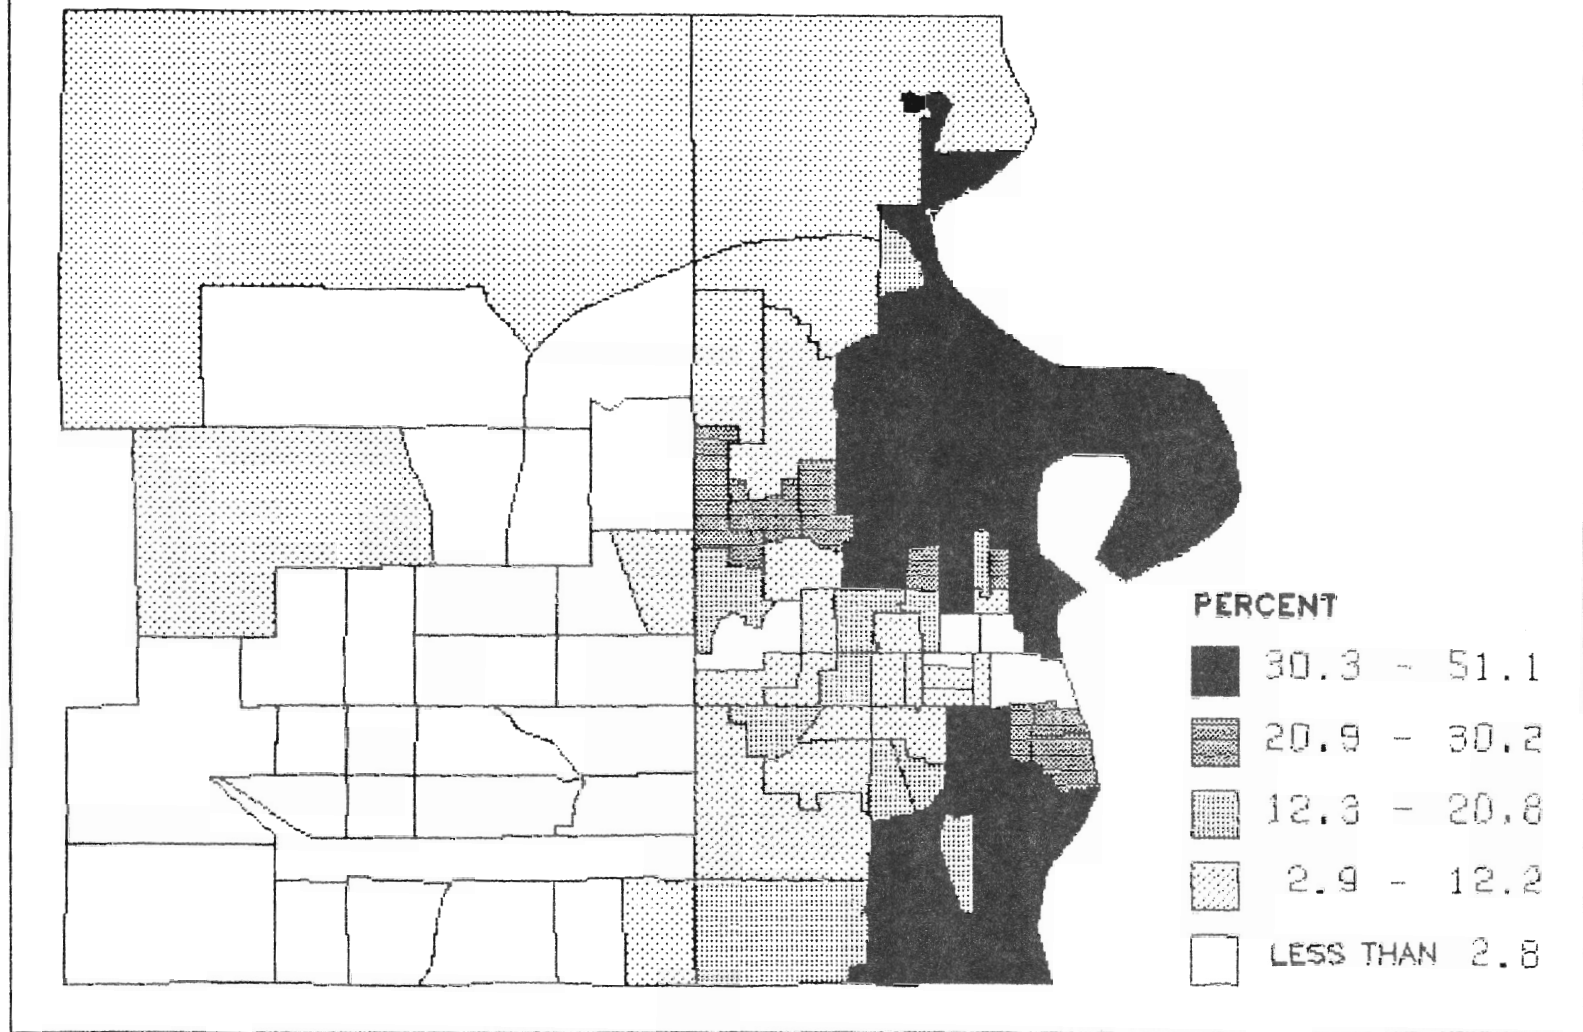 PERCENT
30.3 - 51.1
20.9 - 30.2
12.3 - 20.8
2.9 - 12.2
LESS THAN 2.8